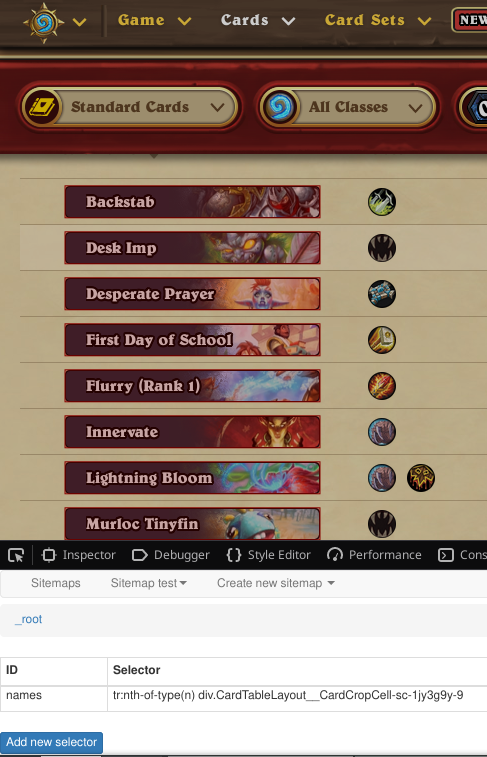 Game Cards Card Sets NEW
Standard Cards All Classes
Backstab
Desk Imp
Desperate Prayer
First Day of School
Flurry (Rank 1)
Innervate
Lightning Bloom
Murloc Tinyfin
Inspector Debugger Style Editor Performance Cons
Sitemaps Sitemap test Create new sitemap
_root
ID Selector
names tr:nth-of-type(n) div.CardTableLayout__CardCropCell-sc-1jy3g9y-9
Add new selector